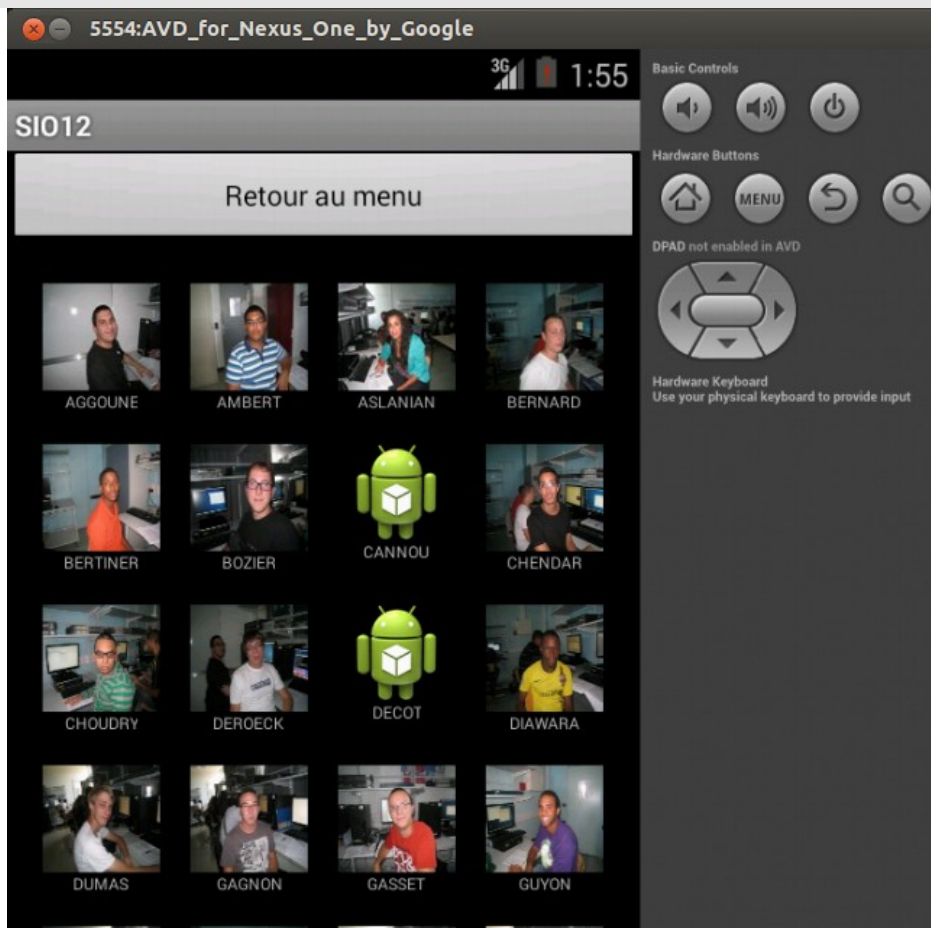 5554:AVD_for_Nexus_One_by_Google
3G 1:55
SIO12
Retour au menu
AGGOUNE AMBERT ASLANIAN BERNARD
BERTINER BOZIER CANNOU CHENDAR
CHOUDRY DEROECK DECOT DIAWARA
DUMAS GAGNON GASSET GUYON
Basic Controls
Hardware Buttons
MENU
DPAD not enabled in AVD
Hardware Keyboard
Use your physical keyboard to provide input